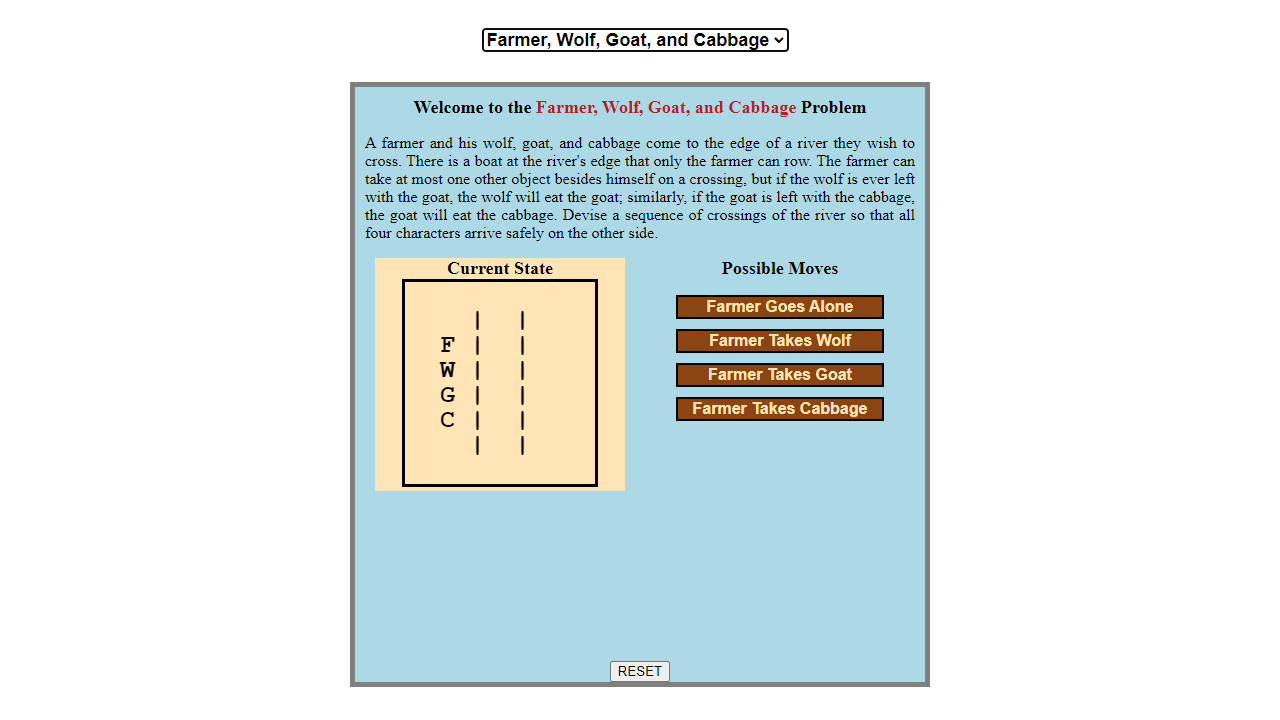 Farmer, Wolf, Goat, and Cabbage
Welcome to the Farmer, Wolf, Goat, and Cabbage Problem
A farmer and his wolf, goat, and cabbage come to the edge of a river they wish to
cross. There is a boat at the river's edge that only the farmer can row. The farmer can
take at most one other object besides himself on a crossing, but if the wolf is ever left
with the goat, the wolf will eat the goat; similarly, if the goat is left with the cabbage,
the goat will eat the cabbage. Devise a sequence of crossings of the river so that all
four characters arrive safely on the other side.
Current State
| |
F | |
W | |
G | |
C | |
| |
Possible Moves
Farmer Goes Alone
Farmer Takes Wolf
Farmer Takes Goat
Farmer Takes Cabbage
RESET